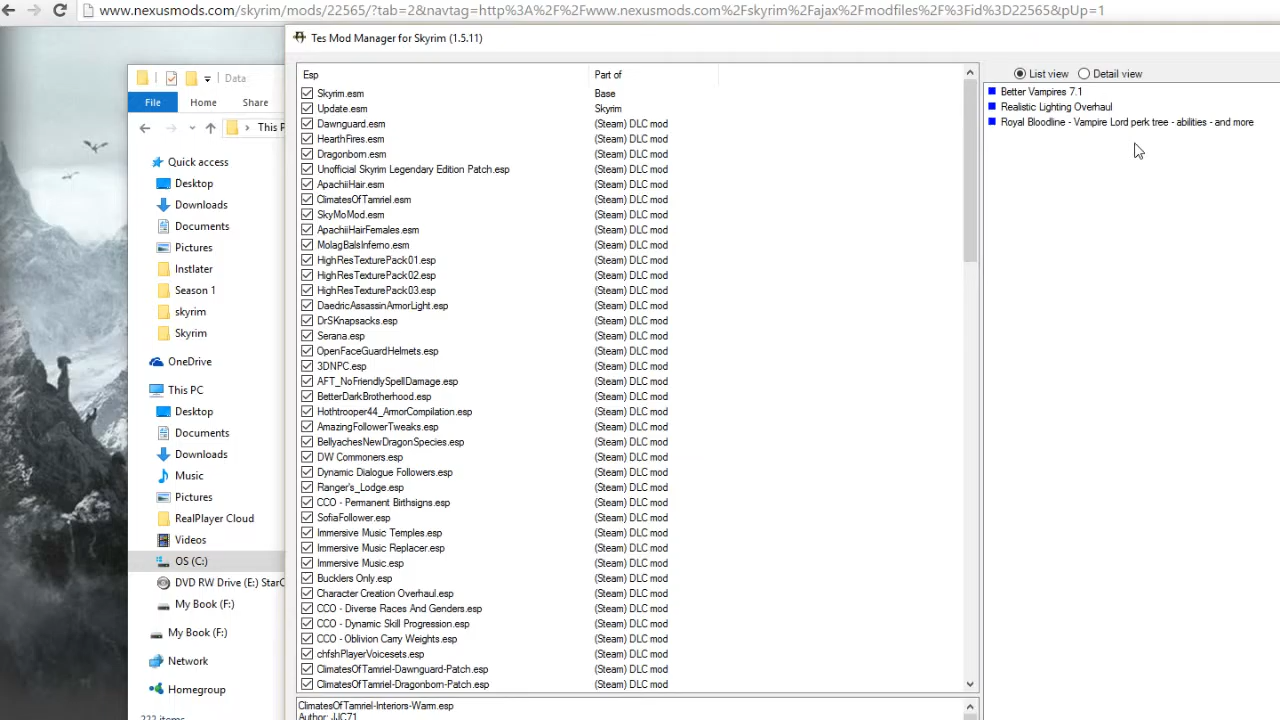 www.nexusmods.com/skyrim/mods/22565/?tab=2&navtag=http%3A%2F%2Fwww.nexusmods.com%2Fskyrim%2Fajax%2Fmodfiles%2F%3Fid%3D22565&pUp=1
Tes Mod Manager for Skyrim (1.5.11)
Data
File Home Share
This P
Quick access
Desktop
Downloads
Documents
Pictures
Instlater
Season 1
skyrim
Skyrim
OneDrive
This PC
Desktop
Documents
Downloads
Music
Pictures
RealPlayer Cloud
Videos
OS (C:)
DVD RW Drive (E:) StarC
My Book (F:)
My Book (F:)
Network
Homegroup
222 items
Esp Part of
Skyrim.esm Base
Update.esm Skyrim
Dawnguard.esm (Steam) DLC mod
HearthFires.esm (Steam) DLC mod
Dragonborn.esm (Steam) DLC mod
Unofficial Skyrim Legendary Edition Patch.esp (Steam) DLC mod
ApachiiHair.esm (Steam) DLC mod
ClimatesOfTamriel.esm (Steam) DLC mod
SkyMoMod.esm (Steam) DLC mod
ApachiiHairFemales.esm (Steam) DLC mod
MolagBalsInferno.esm (Steam) DLC mod
HighResTexturePack01.esp (Steam) DLC mod
HighResTexturePack02.esp (Steam) DLC mod
HighResTexturePack03.esp (Steam) DLC mod
DaedricAssassinArmorLight.esp (Steam) DLC mod
DrSKnapsacks.esp (Steam) DLC mod
Serana.esp (Steam) DLC mod
OpenFaceGuardHelmets.esp (Steam) DLC mod
3DNPC.esp (Steam) DLC mod
AFT_NoFriendlySpellDamage.esp (Steam) DLC mod
BetterDarkBrotherhood.esp (Steam) DLC mod
Hothtrooper44_ArmorCompilation.esp (Steam) DLC mod
AmazingFollowerTweaks.esp (Steam) DLC mod
BellyachesNewDragonSpecies.esp (Steam) DLC mod
DW Commoners.esp (Steam) DLC mod
Dynamic Dialogue Followers.esp (Steam) DLC mod
Ranger's_Lodge.esp (Steam) DLC mod
CCO - Permanent Birthsigns.esp (Steam) DLC mod
SofiaFollower.esp (Steam) DLC mod
Immersive Music Temples.esp (Steam) DLC mod
Immersive Music Replacer.esp (Steam) DLC mod
Immersive Music.esp (Steam) DLC mod
Bucklers Only.esp (Steam) DLC mod
Character Creation Overhaul.esp (Steam) DLC mod
CCO - Diverse Races And Genders.esp (Steam) DLC mod
CCO - Dynamic Skill Progression.esp (Steam) DLC mod
CCO - Oblivion Carry Weights.esp (Steam) DLC mod
chfshPlayerVoicesets.esp (Steam) DLC mod
ClimatesOfTamriel-Dawnguard-Patch.esp (Steam) DLC mod
ClimatesOfTamriel-Dragonborn-Patch.esp (Steam) DLC mod
ClimatesOfTamriel-Interiors-Warm.esp
Author: JJC71
List view Detail view
Better Vampires 7.1
Realistic Lighting Overhaul
Royal Bloodline - Vampire Lord perk tree - abilities - and more